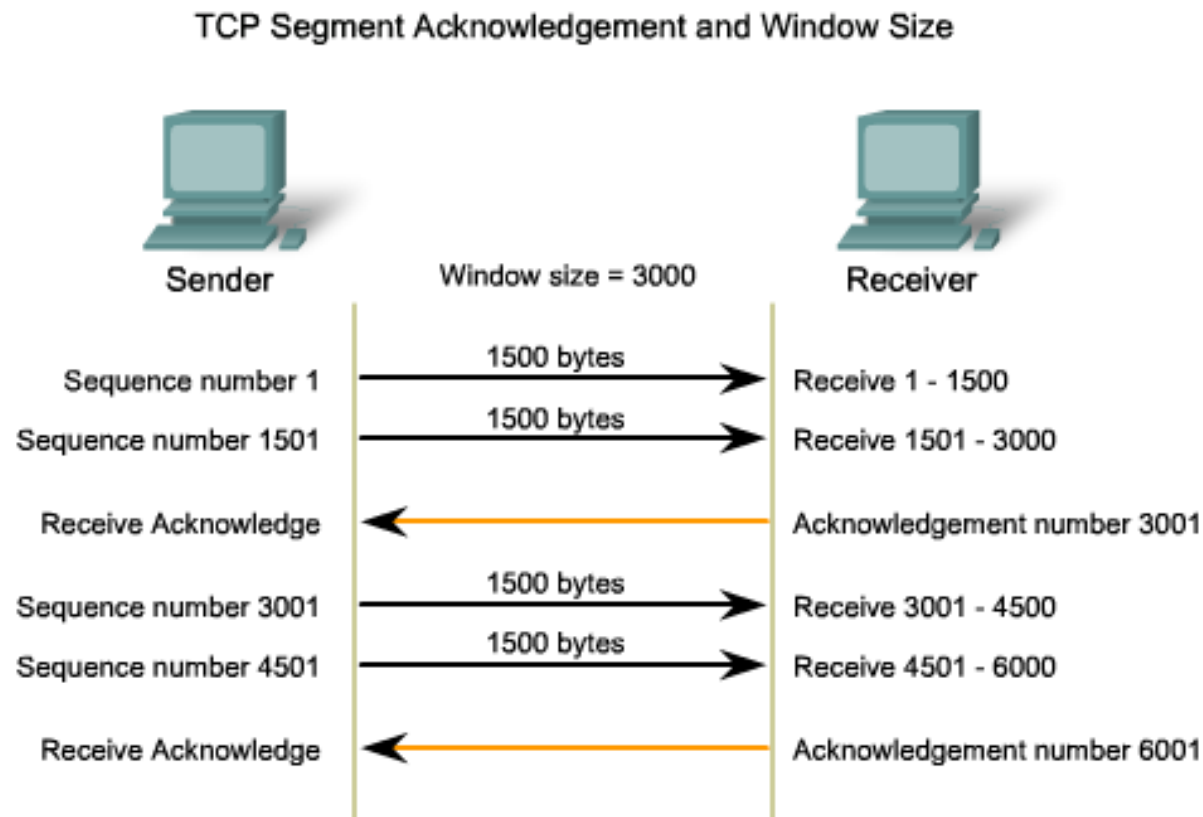 TCP Segment Acknowledgement and Window Size
Sender
Window size = 3000
Receiver
Sequence number 1
1500 bytes
Receive 1 - 1500
Sequence number 1501
1500 bytes
Receive 1501 - 3000
Receive Acknowledge
Acknowledgement number 3001
Sequence number 3001
1500 bytes
Receive 3001 - 4500
Sequence number 4501
1500 bytes
Receive 4501 - 6000
Receive Acknowledge
Acknowledgement number 6001